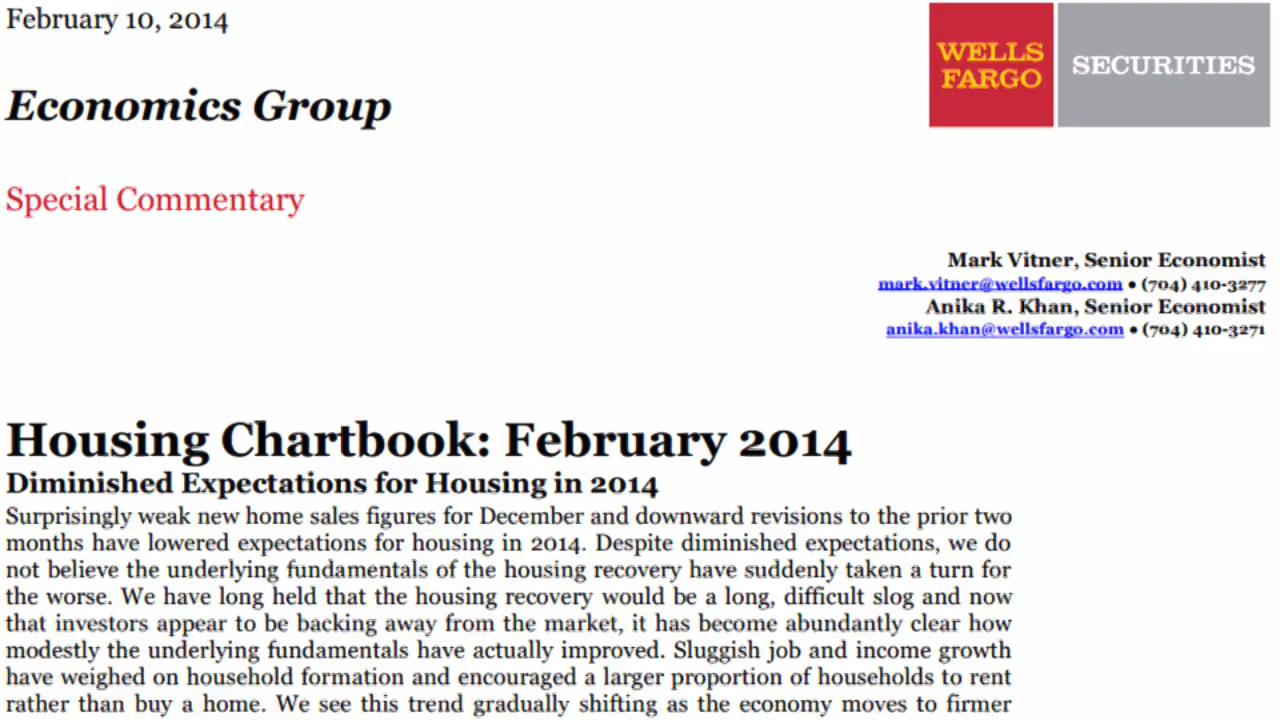 February 10, 2014
WELLS
FARGO
SECURITIES
Economics Group
Special Commentary
Mark Vitner, Senior Economist
mark.vitner@wellsfargo.com ● (704) 410-3277
Anika R. Khan, Senior Economist
anika.khan@wellsfargo.com ● (704) 410-3271
Housing Chartbook: February 2014
Diminished Expectations for Housing in 2014
Surprisingly weak new home sales figures for December and downward revisions to the prior two
months have lowered expectations for housing in 2014. Despite diminished expectations, we do
not believe the underlying fundamentals of the housing recovery have suddenly taken a turn for
the worse. We have long held that the housing recovery would be a long, difficult slog and now
that investors appear to be backing away from the market, it has become abundantly clear how
modestly the underlying fundamentals have actually improved. Sluggish job and income growth
have weighed on household formation and encouraged a larger proportion of households to rent
rather than buy a home. We see this trend gradually shifting as the economy moves to firmer